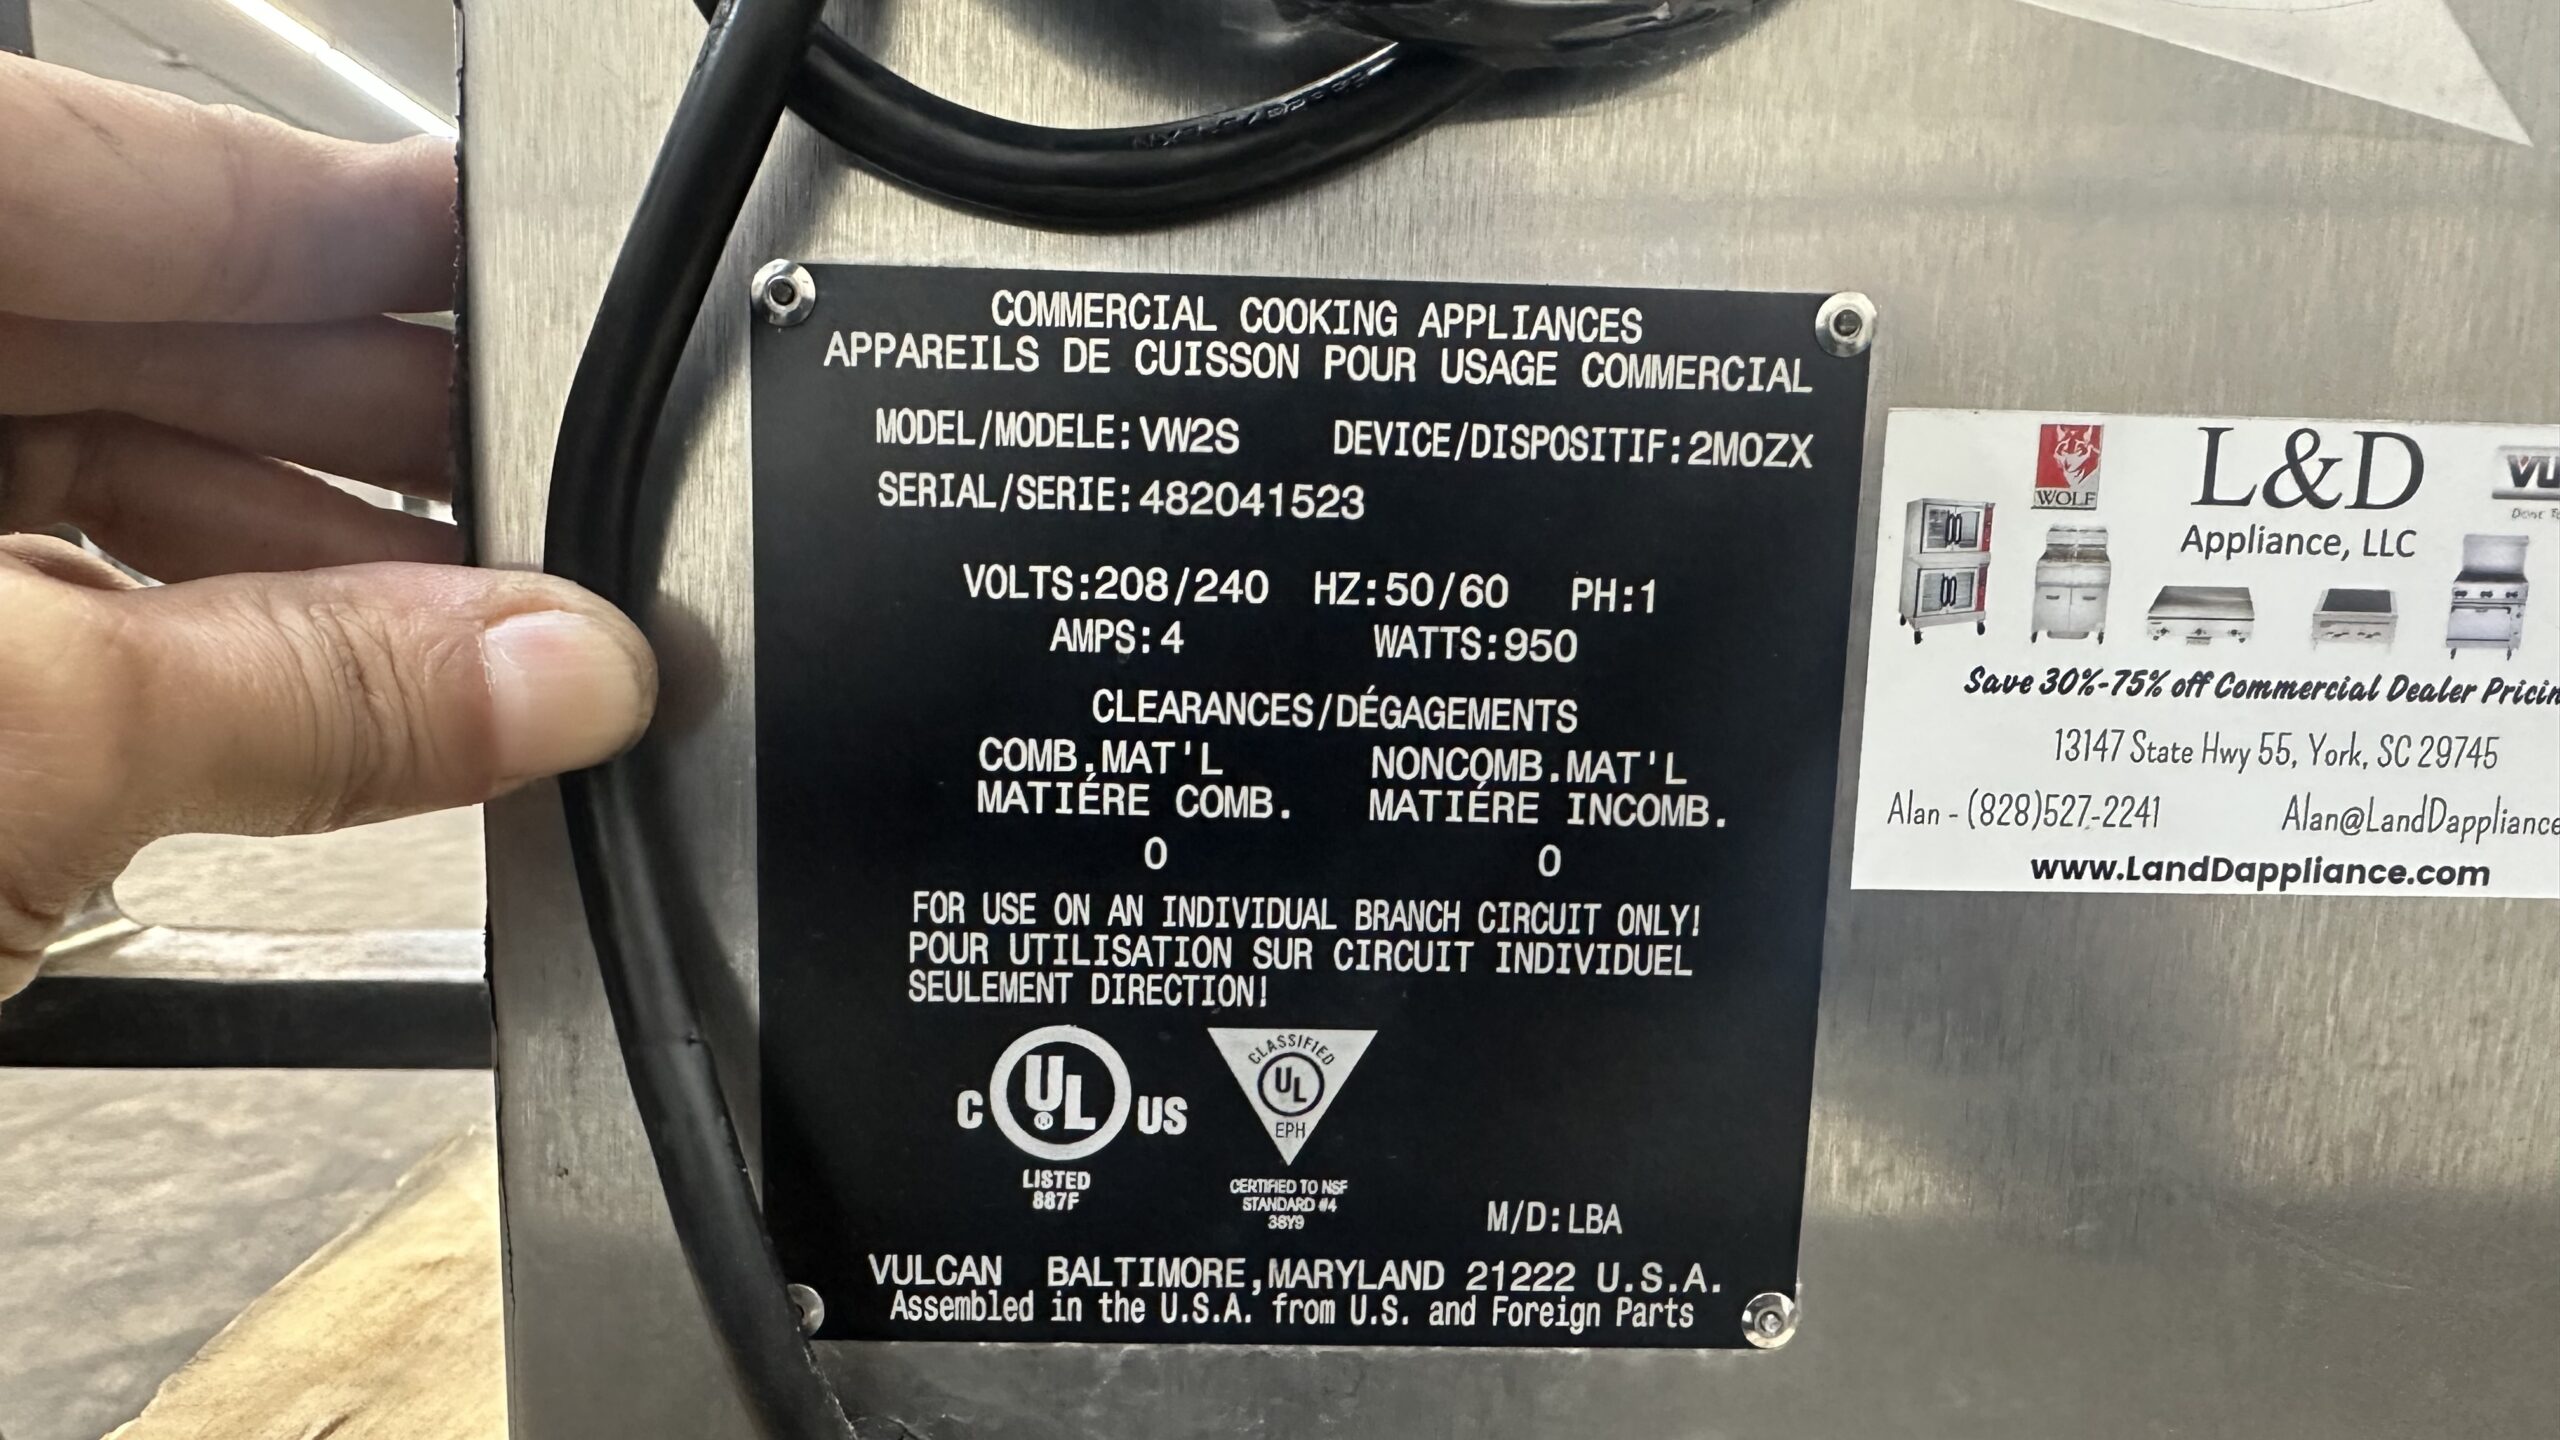 COMMERCIAL COOKING APPLIANCES
APPAREILS DE CUISSON POUR USAGE COMMERCIAL
MODEL/MODELE: VW2S DEVICE/DISPOSITIF: 2MOZX
SERIAL/SERIE: 482041523
VOLTS:208/240 HZ:50/60 PH:1
AMPS:4 WATTS:950
CLEARANCES/DÉGAGEMENTS
COMB.MAT'L NONCOMB.MAT'L
MATIÉRE COMB. MATIÉRE INCOMB.
0 0
FOR USE ON AN INDIVIDUAL BRANCH CIRCUIT ONLY!
POUR UTILISATION SUR CIRCUIT INDIVIDUEL
SEULEMENT DIRECTION!
C UL US
LISTED
887F
CLASSIFIED
UL
EPH
CERTIFIED TO NSF
STANDARD #4
38Y9
M/D:LBA
VULCAN BALTIMORE, MARYLAND 21222 U.S.A.
Assembled in the U.S.A. from U.S. and Foreign Parts
WOLF
L&D
Appliance, LLC
VU
Save 30%-75% off Commercial Dealer Pricin
13147 State Hwy 55, York, SC 29745
Alan - (828)527-2241 Alan@LandDappliance
www.LandDappliance.com